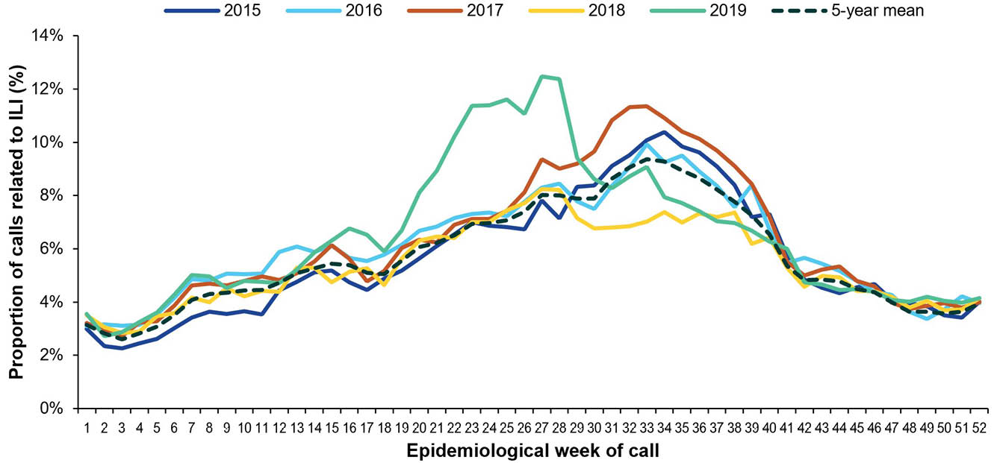 2015 2016 2017 2018 2019 5-year mean
14%
12%
10%
8%
6%
4%
2%
0%
Proportion of calls related to ILI (%)
1 2 3 4 5 6 7 8 9 10 11 12 13 14 15 16 17 18 19 20 21 22 23 24 25 26 27 28 29 30 31 32 33 34 35 36 37 38 39 40 41 42 43 44 45 46 47 48 49 50 51 52
Epidemiological week of call